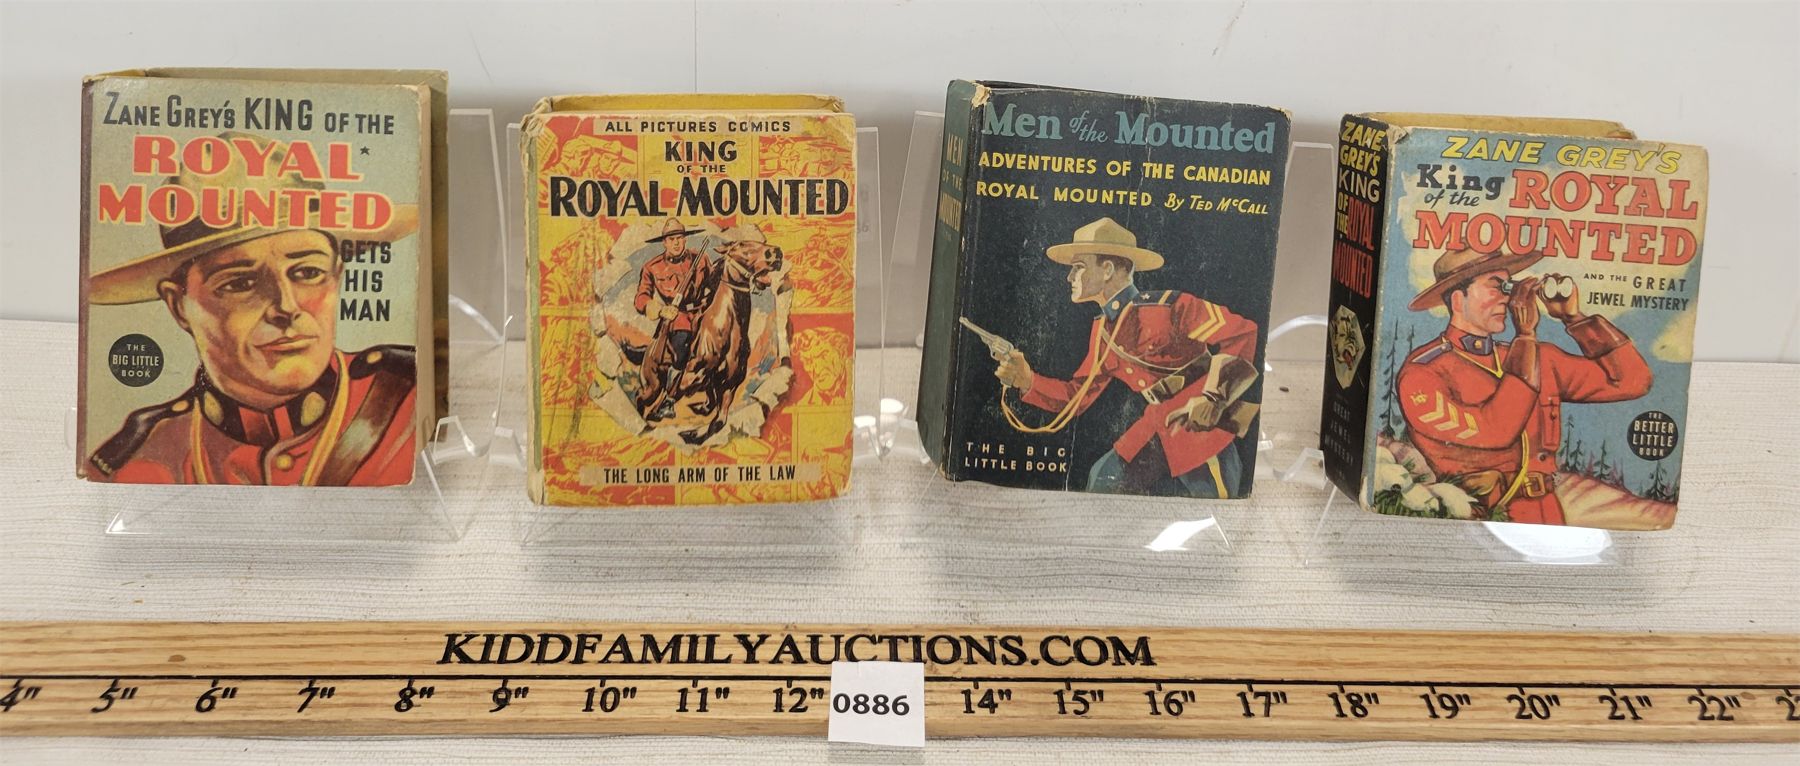 ZANE GREY'S KING OF THE
ROYAL
MOUNTED
GETS
HIS
MAN
THE
BIG LITTLE
BOOK
ALL PICTURES COMICS
KING
OF THE
ROYAL MOUNTED
THE LONG ARM OF THE LAW
MEN
OF THE
MOUNTED
Men of the Mounted
ADVENTURES OF THE CANADIAN
ROYAL MOUNTED By TED McCALL
THE BIG
LITTLE BOOK
ZANE
GREY'S
KING
OF
THE ROYAL
MOUNTED
GREAT
JEWEL
MYSTERY
ZANE GREY'S
King of the ROYAL
MOUNTED
AND THE GREAT
JEWEL MYSTERY
THE
BETTER
LITTLE
BOOK
KIDDFAMILYAUCTIONS.COM
4" 5" 6" 7" 8" 9" 10" 11" 12" 14" 15" 16" 17" 18" 19" 20" 21" 22"
0886